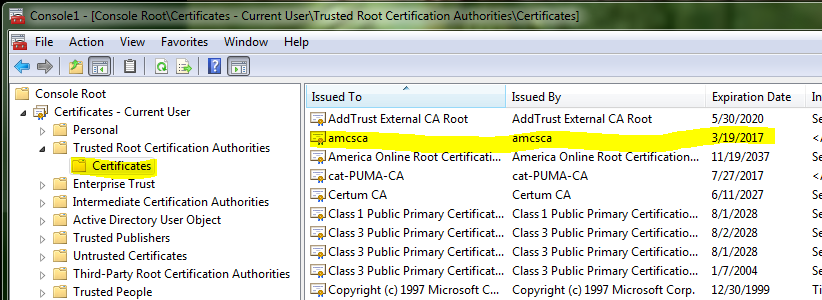 Console1 - [Console Root\Certificates - Current User\Trusted Root Certification Authorities\Certificates]
File Action View Favorites Window Help
Console Root
Certificates - Current User
Personal
Trusted Root Certification Authorities
Certificates
Enterprise Trust
Intermediate Certification Authorities
Active Directory User Object
Trusted Publishers
Untrusted Certificates
Third-Party Root Certification Authorities
Trusted People
Issued To Issued By Expiration Date In
AddTrust External CA Root AddTrust External CA Root 5/30/2020 Se
amcsca amcsca 3/19/2017 </
America Online Root Certificati... America Online Root Certificatio... 11/19/2037 Se
cat-PUMA-CA cat-PUMA-CA 7/27/2017 </
Certum CA Certum CA 6/11/2027 Se
Class 1 Public Primary Certificat... Class 1 Public Primary Certificatio... 8/1/2028 Se
Class 3 Public Primary Certificat... Class 3 Public Primary Certificatio... 8/1/2028 Se
Class 3 Public Primary Certificat... Class 3 Public Primary Certificatio... 8/1/2028 Se
Class 3 Public Primary Certificat... Class 3 Public Primary Certificatio... 1/7/2004 Se
Copyright (c) 1997 Microsoft C... Copyright (c) 1997 Microsoft Corp. 12/30/1999 Se